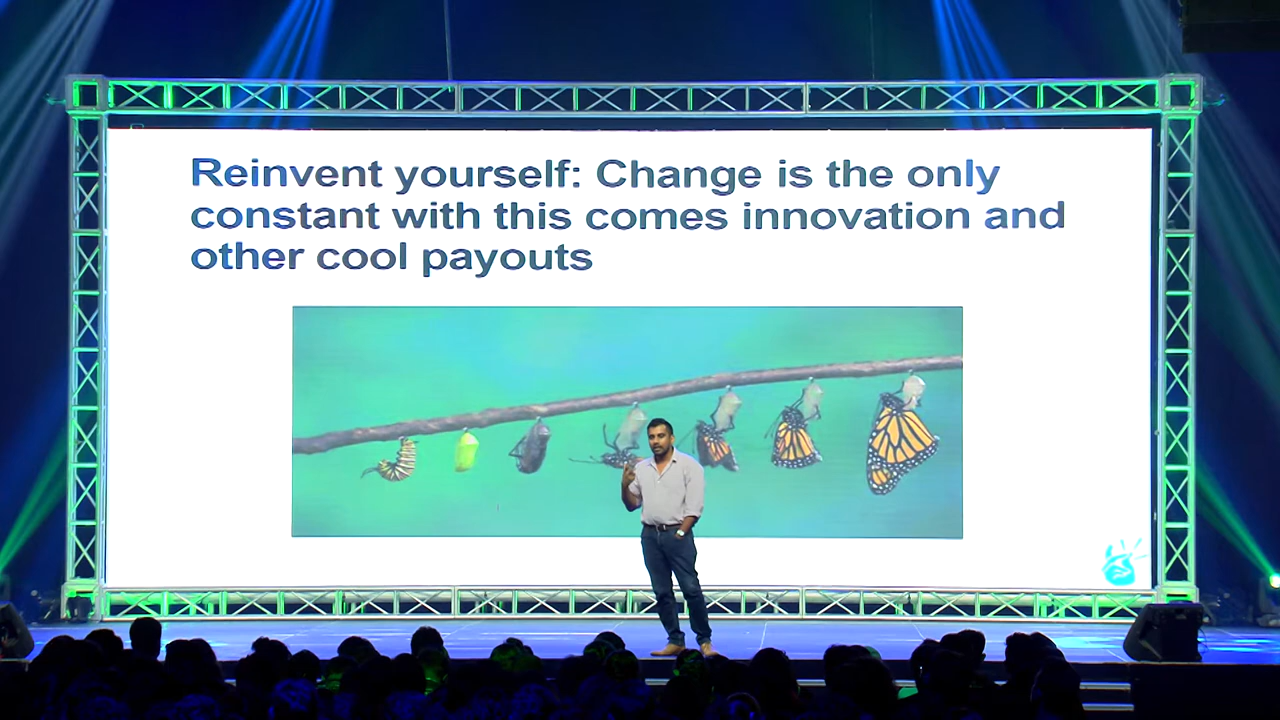 Reinvent yourself: Change is the only
constant with this comes innovation and
other cool payouts